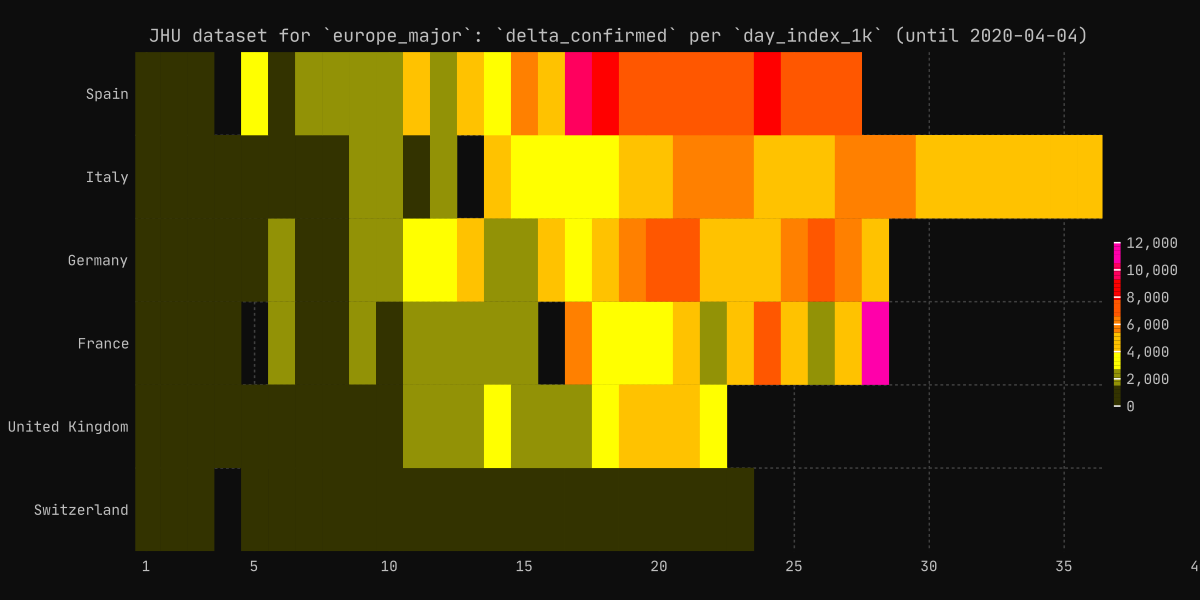 JHU dataset for `europe_major`: `delta_confirmed` per `day_index_1k` (until 2020-04-04)
Spain
Italy
Germany
France
United Kingdom
Switzerland
12,000
10,000
8,000
6,000
4,000
2,000
0
1 5 10 15 20 25 30 35 4